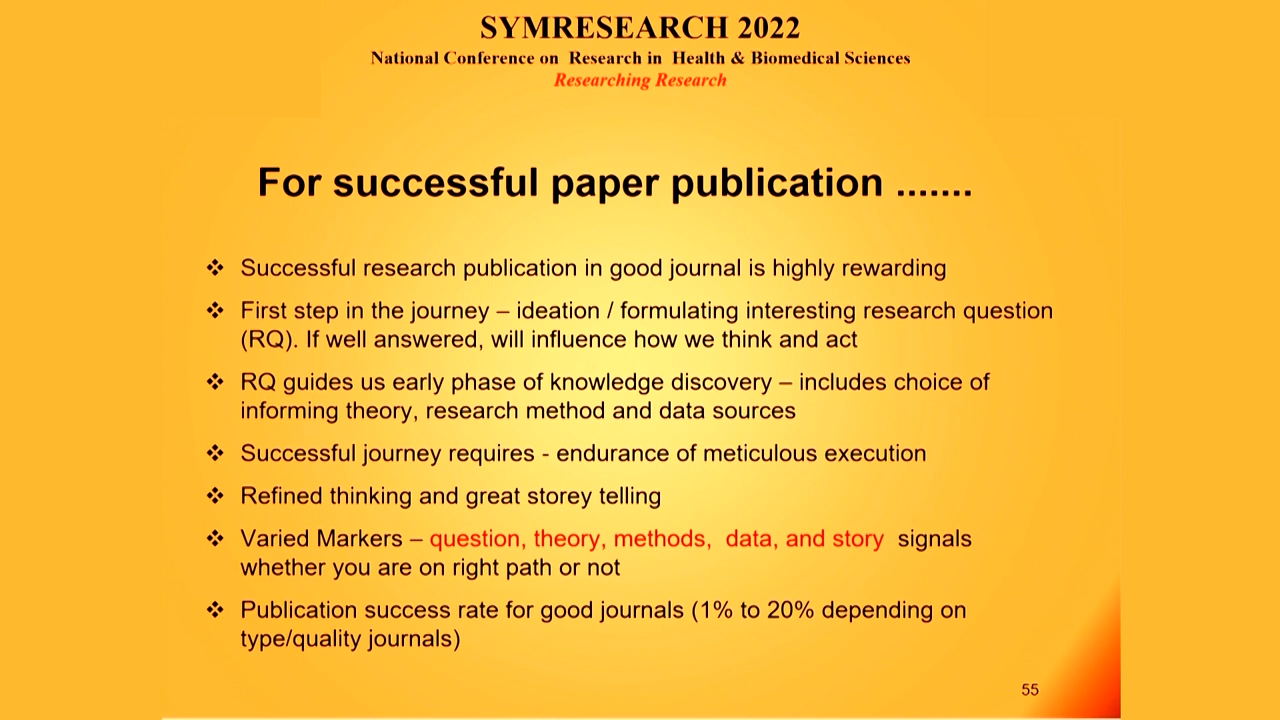 SYMRESEARCH 2022
National Conference on Research in Health & Biomedical Sciences
Researching Research
For successful paper publication .......
❖ Successful research publication in good journal is highly rewarding
❖ First step in the journey – ideation / formulating interesting research question
(RQ). If well answered, will influence how we think and act
❖ RQ guides us early phase of knowledge discovery – includes choice of
informing theory, research method and data sources
❖ Successful journey requires - endurance of meticulous execution
❖ Refined thinking and great storey telling
❖ Varied Markers – question, theory, methods, data, and story signals
whether you are on right path or not
❖ Publication success rate for good journals (1% to 20% depending on
type/quality journals)
55